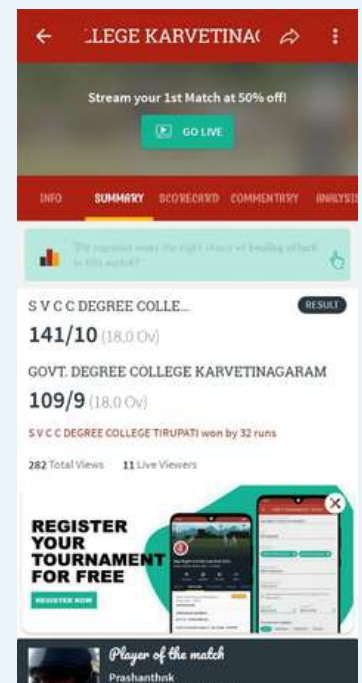 ..LEGE KARVETINA(
Stream your 1st Match at 50% off!
GO LIVE
INFO SUMMARY SCORECARD COMMENTARY ANALYSIS
S V C C DEGREE COLLE...
RESULT
141/10 (18.0 Ov)
GOVT. DEGREE COLLEGE KARVETINAGARAM
109/9 (18.0 Ov)
S V C C DEGREE COLLEGE TIRUPATI won by 32 runs
282 Total Views 11 Live Viewers
REGISTER
YOUR
TOURNAMENT
FOR FREE
REGISTER NOW
Player of the match
Prashanthnk